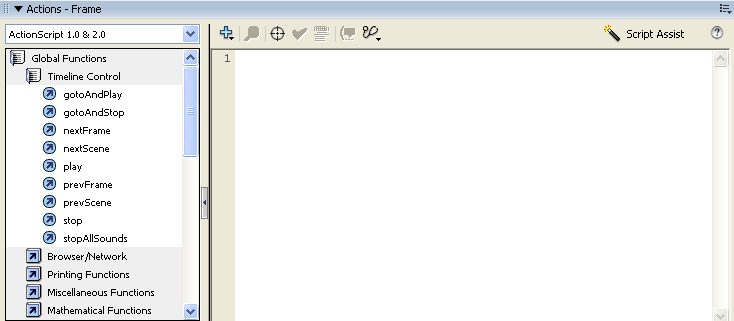 Actions - Frame
ActionScript 1.0 & 2.0
Script Assist
?
1
Global Functions
Timeline Control
gotoAndPlay
gotoAndStop
nextFrame
nextScene
play
prevFrame
prevScene
stop
stopAllSounds
Browser/Network
Printing Functions
Miscellaneous Functions
Mathematical Functions